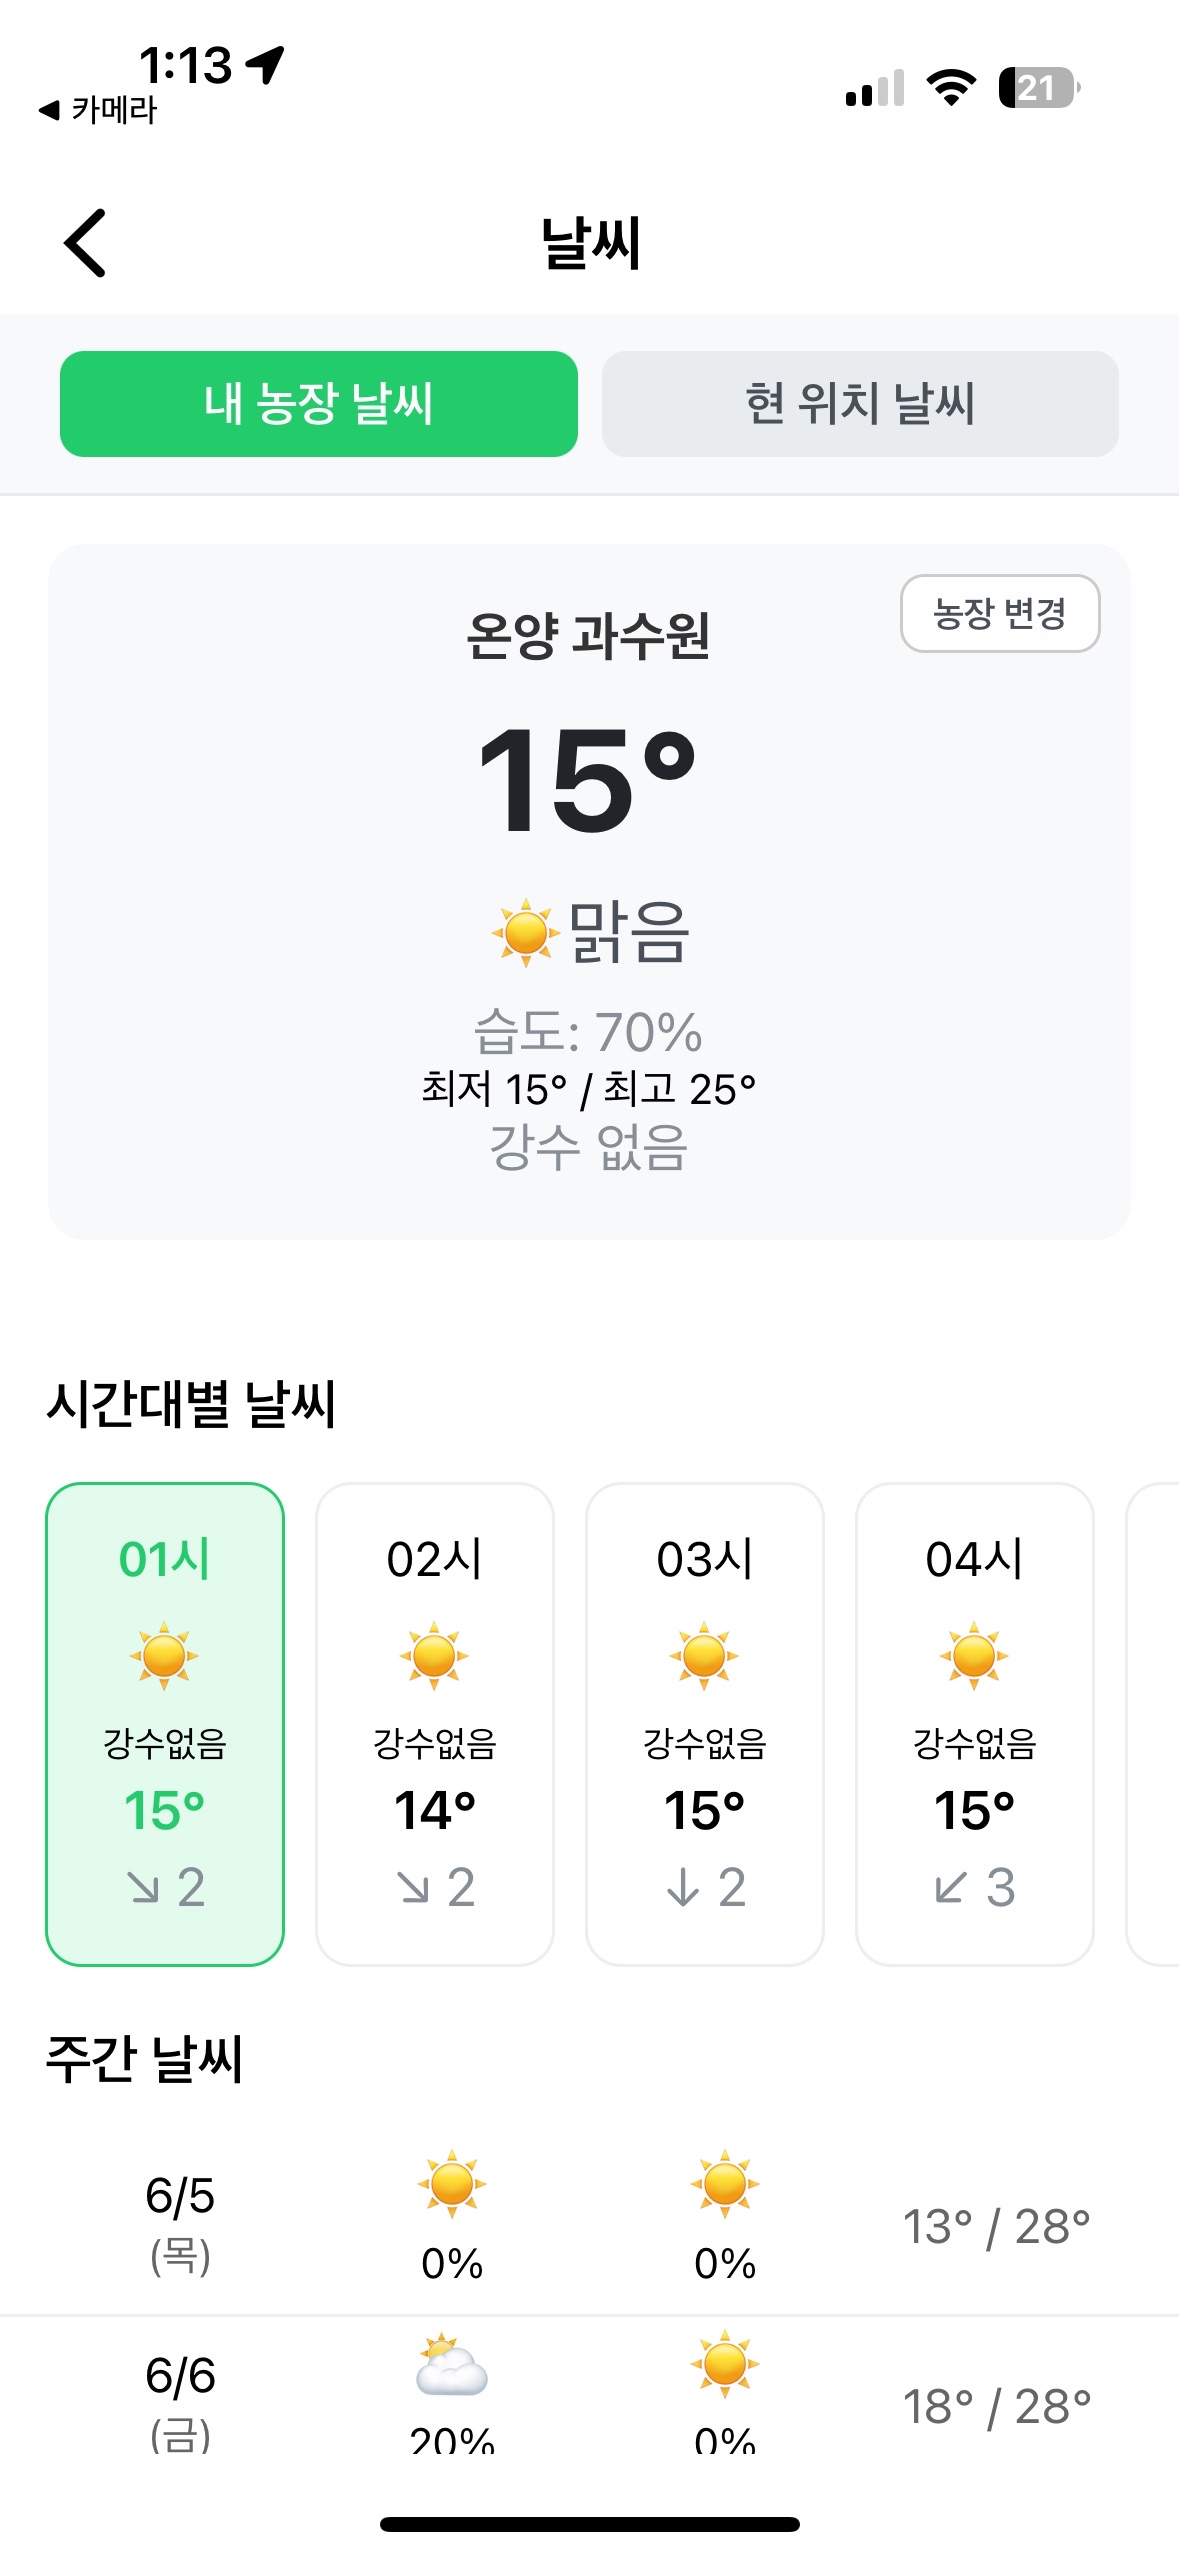 1:13
◀ 카메라
21
날씨
내 농장 날씨
현 위치 날씨
농장 변경
온양 과수원
15°
맑음
습도: 70%
최저 15° / 최고 25°
강수 없음
시간대별 날씨
01시
강수없음
15°
↘ 2
02시
강수없음
14°
↘ 2
03시
강수없음
15°
↓ 2
04시
강수없음
15°
↙ 3
주간 날씨
6/5
(목)
0%
0%
13° / 28°
6/6
(금)
20%
0%
18° / 28°